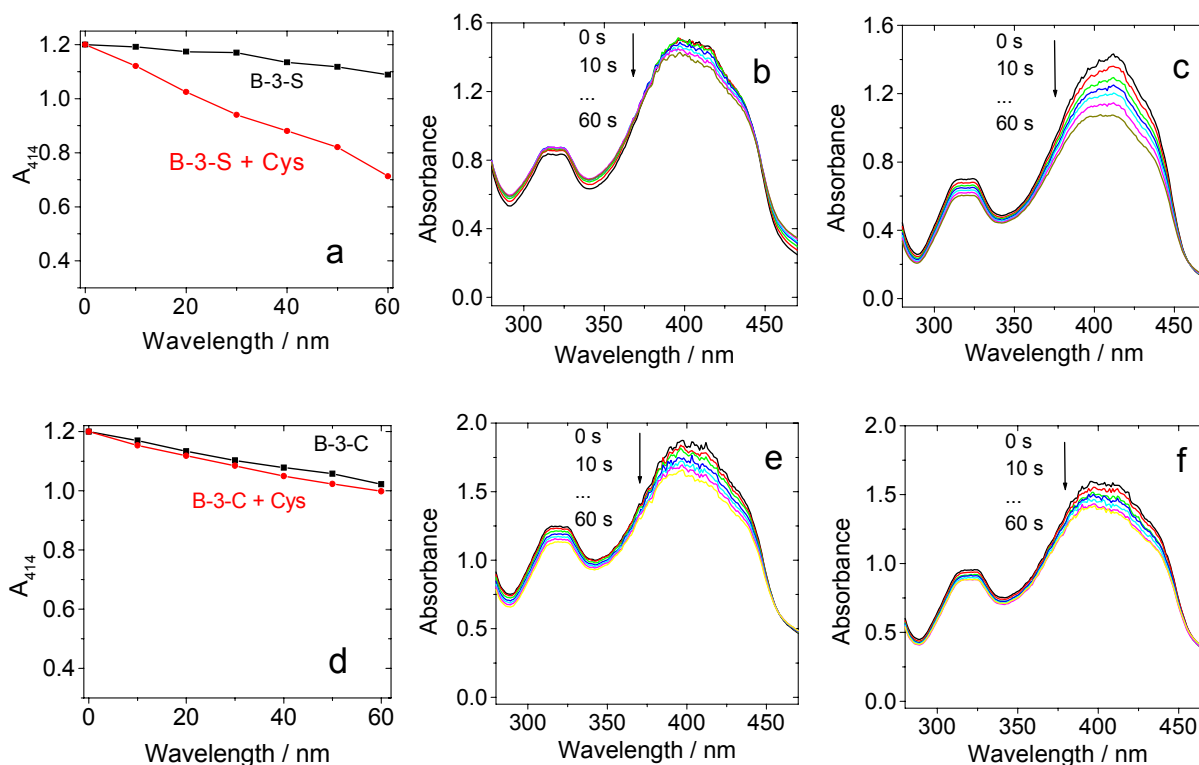 1.2
1.0
0.8
0.6
0.4
A414
B-3-S
B-3-S + Cys
a
0 20 40 60
Wavelength / nm
1.6
1.2
0.8
0.4
0.0
Absorbance
0 s
10 s
...
60 s
b
300 350 400 450
Wavelength / nm
1.6
1.2
0.8
0.4
0.0
Absorbance
0 s
10 s
...
60 s
c
300 350 400 450
Wavelength / nm
1.2
1.0
0.8
0.6
0.4
A414
B-3-C
B-3-C + Cys
d
0 20 40 60
Wavelength / nm
2.0
1.5
1.0
0.5
0.0
Absorbance
0 s
10 s
...
60 s
e
300 350 400 450
Wavelength / nm
2.0
1.5
1.0
0.5
0.0
Absorbance
0 s
10 s
...
60 s
f
300 350 400 450
Wavelength / nm